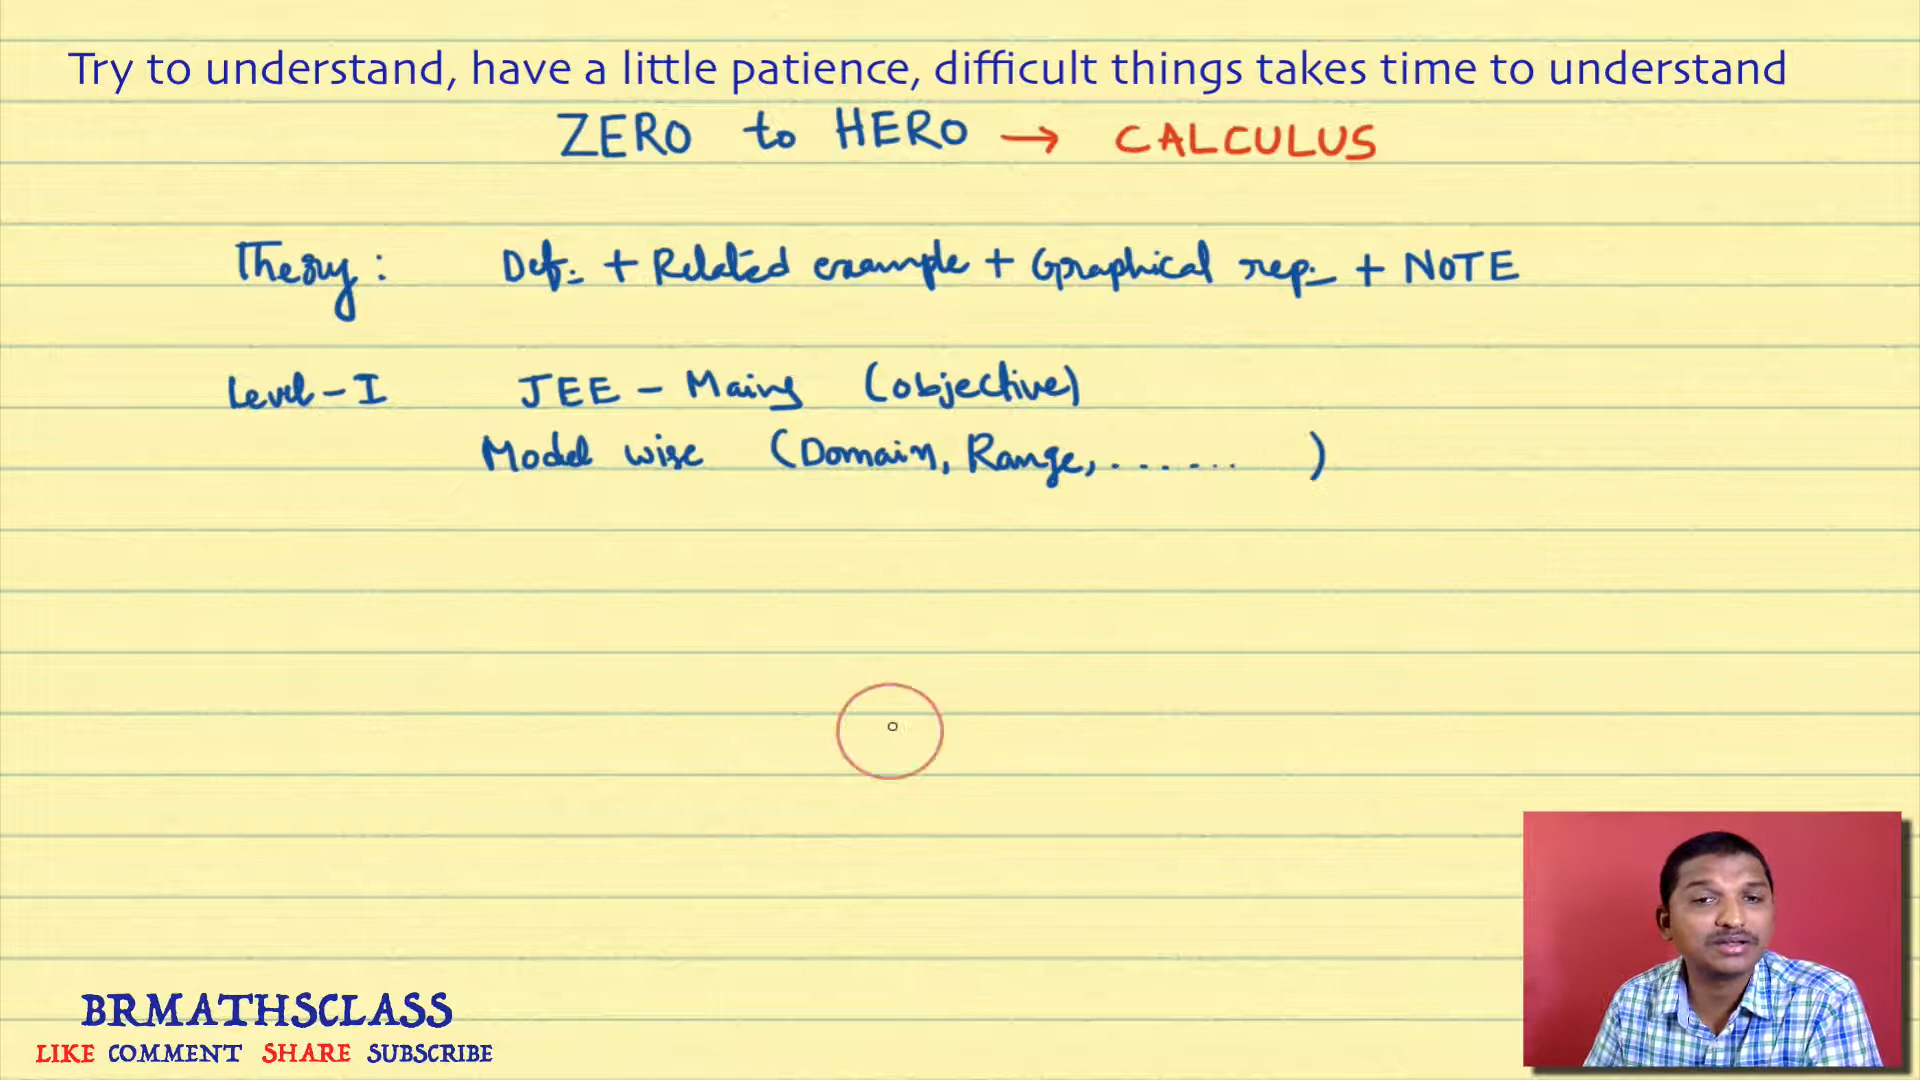 Try to understand, have a little patience, difficult things takes time to understand
ZERO to HERO → CALCULUS
Theory : Def. + Related example + Graphical rep. + NOTE
Level - I JEE - Mains (objective)
Model wise (Domain, Range, ....... )
BRMATHSCLASS
LIKE COMMENT SHARE SUBSCRIBE